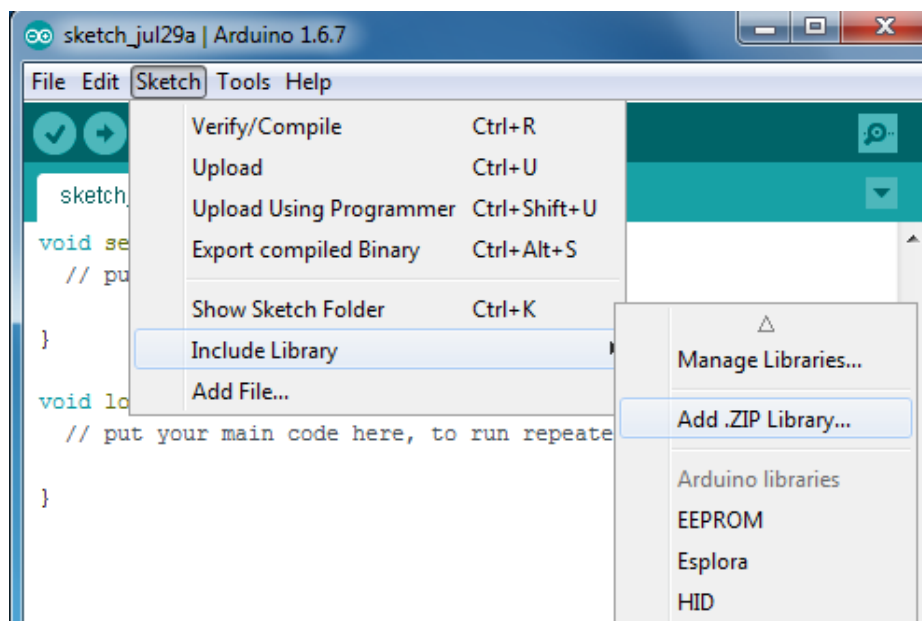 sketch_jul29a | Arduino 1.6.7
File Edit Sketch Tools Help
Verify/Compile Ctrl+R
Upload Ctrl+U
Upload Using Programmer Ctrl+Shift+U
Export compiled Binary Ctrl+Alt+S
Show Sketch Folder Ctrl+K
Include Library
Add File...
Manage Libraries...
Add .ZIP Library...
Arduino libraries
EEPROM
Esplora
HID
sketch_
void se
// pu
}
void lo
// put your main code here, to run repeate
}